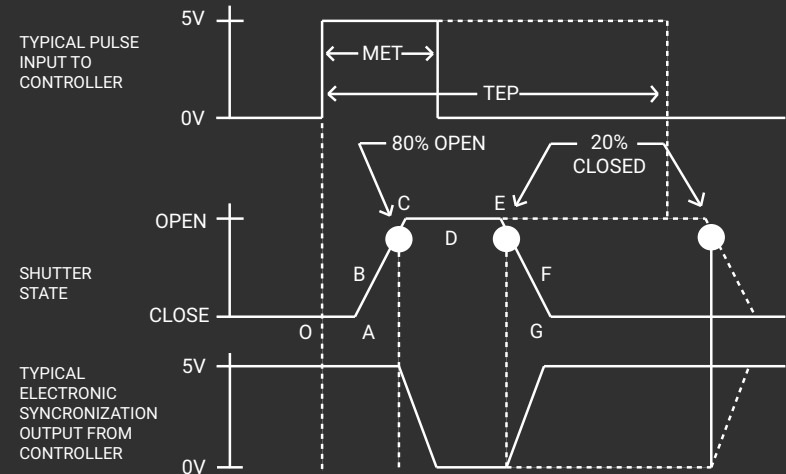 5V
TYPICAL PULSE
INPUT TO
CONTROLLER
MET
TEP
0V
80% OPEN
20%
CLOSED
C
E
OPEN
D
B
F
SHUTTER
STATE
CLOSE
O
A
G
5V
TYPICAL
ELECTRONIC
SYNCRONIZATION
OUTPUT FROM
CONTROLLER
0V